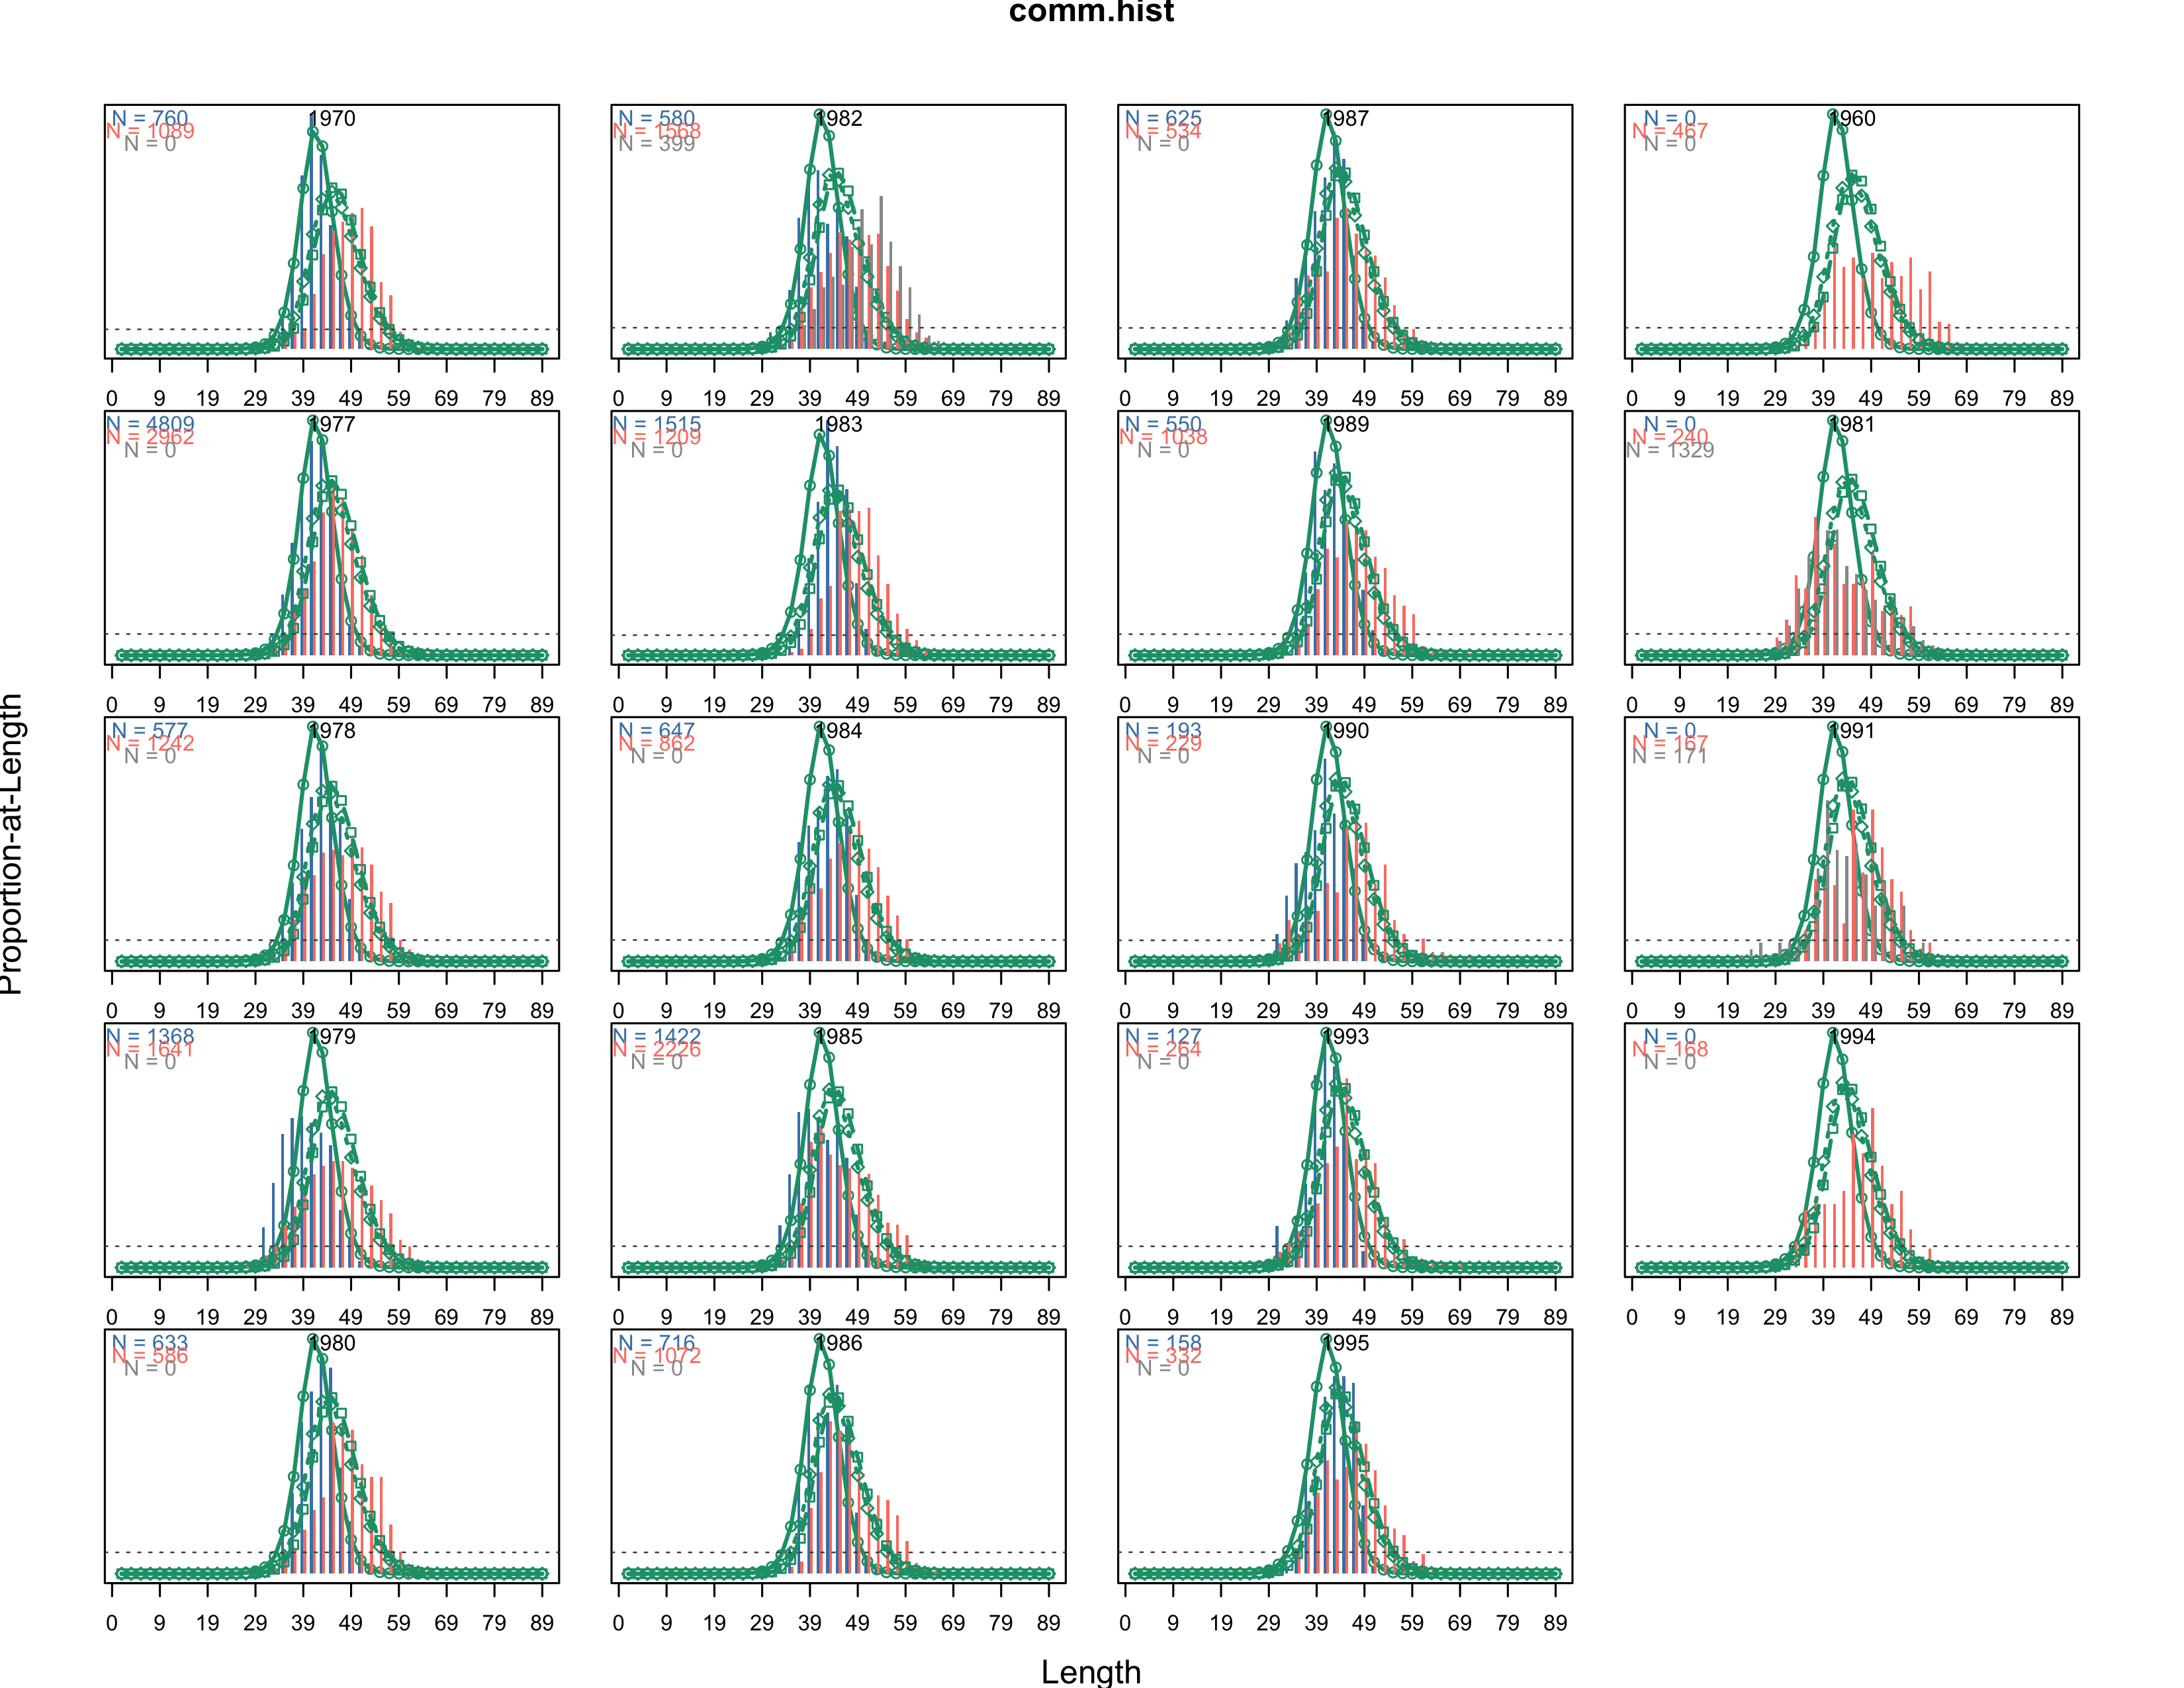 comm.hist
Proportion-at-Length
N = 760
1970
N = 1089
N = 0
0 9 19 29 39 49 59 69 79 89
N = 580
1982
N = 1568
N = 399
0 9 19 29 39 49 59 69 79 89
N = 625
1987
N = 534
N = 0
0 9 19 29 39 49 59 69 79 89
N = 0
1960
N = 467
N = 0
0 9 19 29 39 49 59 69 79 89
N = 4809
1977
N = 2962
N = 0
0 9 19 29 39 49 59 69 79 89
N = 1515
1983
N = 1209
N = 0
0 9 19 29 39 49 59 69 79 89
N = 550
1989
N = 1038
N = 0
0 9 19 29 39 49 59 69 79 89
N = 0
1981
N = 240
N = 1329
0 9 19 29 39 49 59 69 79 89
N = 577
1978
N = 1242
N = 0
0 9 19 29 39 49 59 69 79 89
N = 647
1984
N = 862
N = 0
0 9 19 29 39 49 59 69 79 89
N = 193
1990
N = 229
N = 0
0 9 19 29 39 49 59 69 79 89
N = 0
1991
N = 167
N = 171
0 9 19 29 39 49 59 69 79 89
N = 1368
1979
N = 1641
N = 0
0 9 19 29 39 49 59 69 79 89
N = 1422
1985
N = 2226
N = 0
0 9 19 29 39 49 59 69 79 89
N = 127
1993
N = 264
N = 0
0 9 19 29 39 49 59 69 79 89
N = 0
1994
N = 168
N = 0
0 9 19 29 39 49 59 69 79 89
N = 633
1980
N = 586
N = 0
0 9 19 29 39 49 59 69 79 89
N = 716
1986
N = 1072
N = 0
0 9 19 29 39 49 59 69 79 89
N = 158
1995
N = 332
N = 0
0 9 19 29 39 49 59 69 79 89
Length